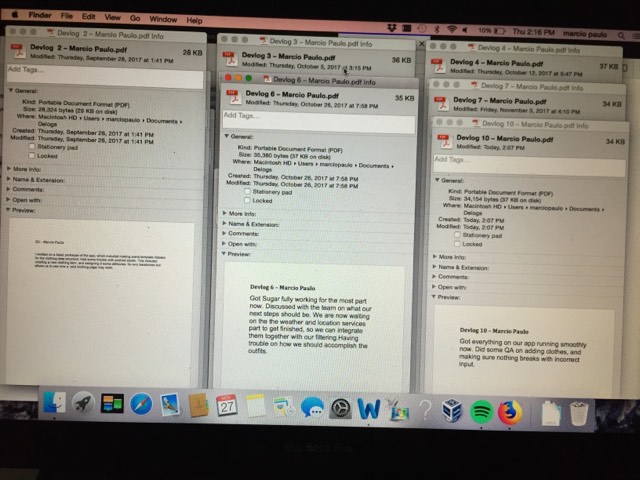 Finder File Edit View Go Window Help
10% Thu 2:16 PM marcio paulo
Devlog 2 – Marcio Paulo.pdf Info
Devlog 2 – Marcio Paulo.pdf 28 KB
Modified: Thursday, September 28, 2017 at 1:41 PM
Add Tags...
General:
Kind: Portable Document Format (PDF)
Size: 28,324 bytes (29 KB on disk)
Where: Macintosh HD ▸ Users ▸ marciopaulo ▸ Documents ▸
Delogs
Created: Thursday, September 28, 2017 at 1:41 PM
Modified: Thursday, September 28, 2017 at 1:41 PM
Stationery pad
Locked
More Info:
Name & Extension:
Comments:
Open with:
Preview:
Devlog 3 – Marcio Paulo.pdf Info
Devlog 3 – Marcio Paulo.pdf 36 KB
Modified: Thursday, October 5, 2017 at 3:15 PM
Devlog 6 – Marcio Paulo.pdf Info
Devlog 6 – Marcio Paulo.pdf 35 KB
Modified: Thursday, October 26, 2017 at 7:58 PM
Add Tags...
General:
Kind: Portable Document Format (PDF)
Size: 35,360 bytes (37 KB on disk)
Where: Macintosh HD ▸ Users ▸ marciopaulo ▸ Documents ▸
Delogs
Created: Thursday, October 26, 2017 at 7:58 PM
Modified: Thursday, October 26, 2017 at 7:58 PM
Stationery pad
Locked
More Info:
Name & Extension:
Comments:
Open with:
Preview:
Devlog 6 – Marcio Paulo
Got Sugar fully working for the most part
now. Discussed with the team on what our
next steps should be. We are now waiting
on the the weather and location services
part to get finished, so we can integrate
them together with our filtering.Having
trouble on how we should accomplish the
outfits.
Devlog 4 – Marcio Paulo.pdf Info
Devlog 4 – Marcio Paulo.pdf 37 KB
Modified: Thursday, October 12, 2017 at 5:47 PM
Devlog 7 – Marcio Paulo.pdf Info
Devlog 7 – Marcio Paulo.pdf 34 KB
Modified: Friday, November 3, 2017 at 4:10 PM
Devlog 10 – Marcio Paulo.pdf Info
Devlog 10 – Marcio Paulo.pdf 34 KB
Modified: Today, 2:07 PM
Add Tags...
General:
Kind: Portable Document Format (PDF)
Size: 34,154 bytes (37 KB on disk)
Where: Macintosh HD ▸ Users ▸ marciopaulo ▸ Documents ▸
Delogs
Created: Today, 2:07 PM
Modified: Today, 2:07 PM
Stationery pad
Locked
More Info:
Name & Extension:
Comments:
Open with:
Preview:
Devlog 10 – Marcio Paulo
Got everything on our app running smoothly
now. Did some QA on adding clothes, and
making sure nothing breaks with incorrect
input.
27
MacBook Pro